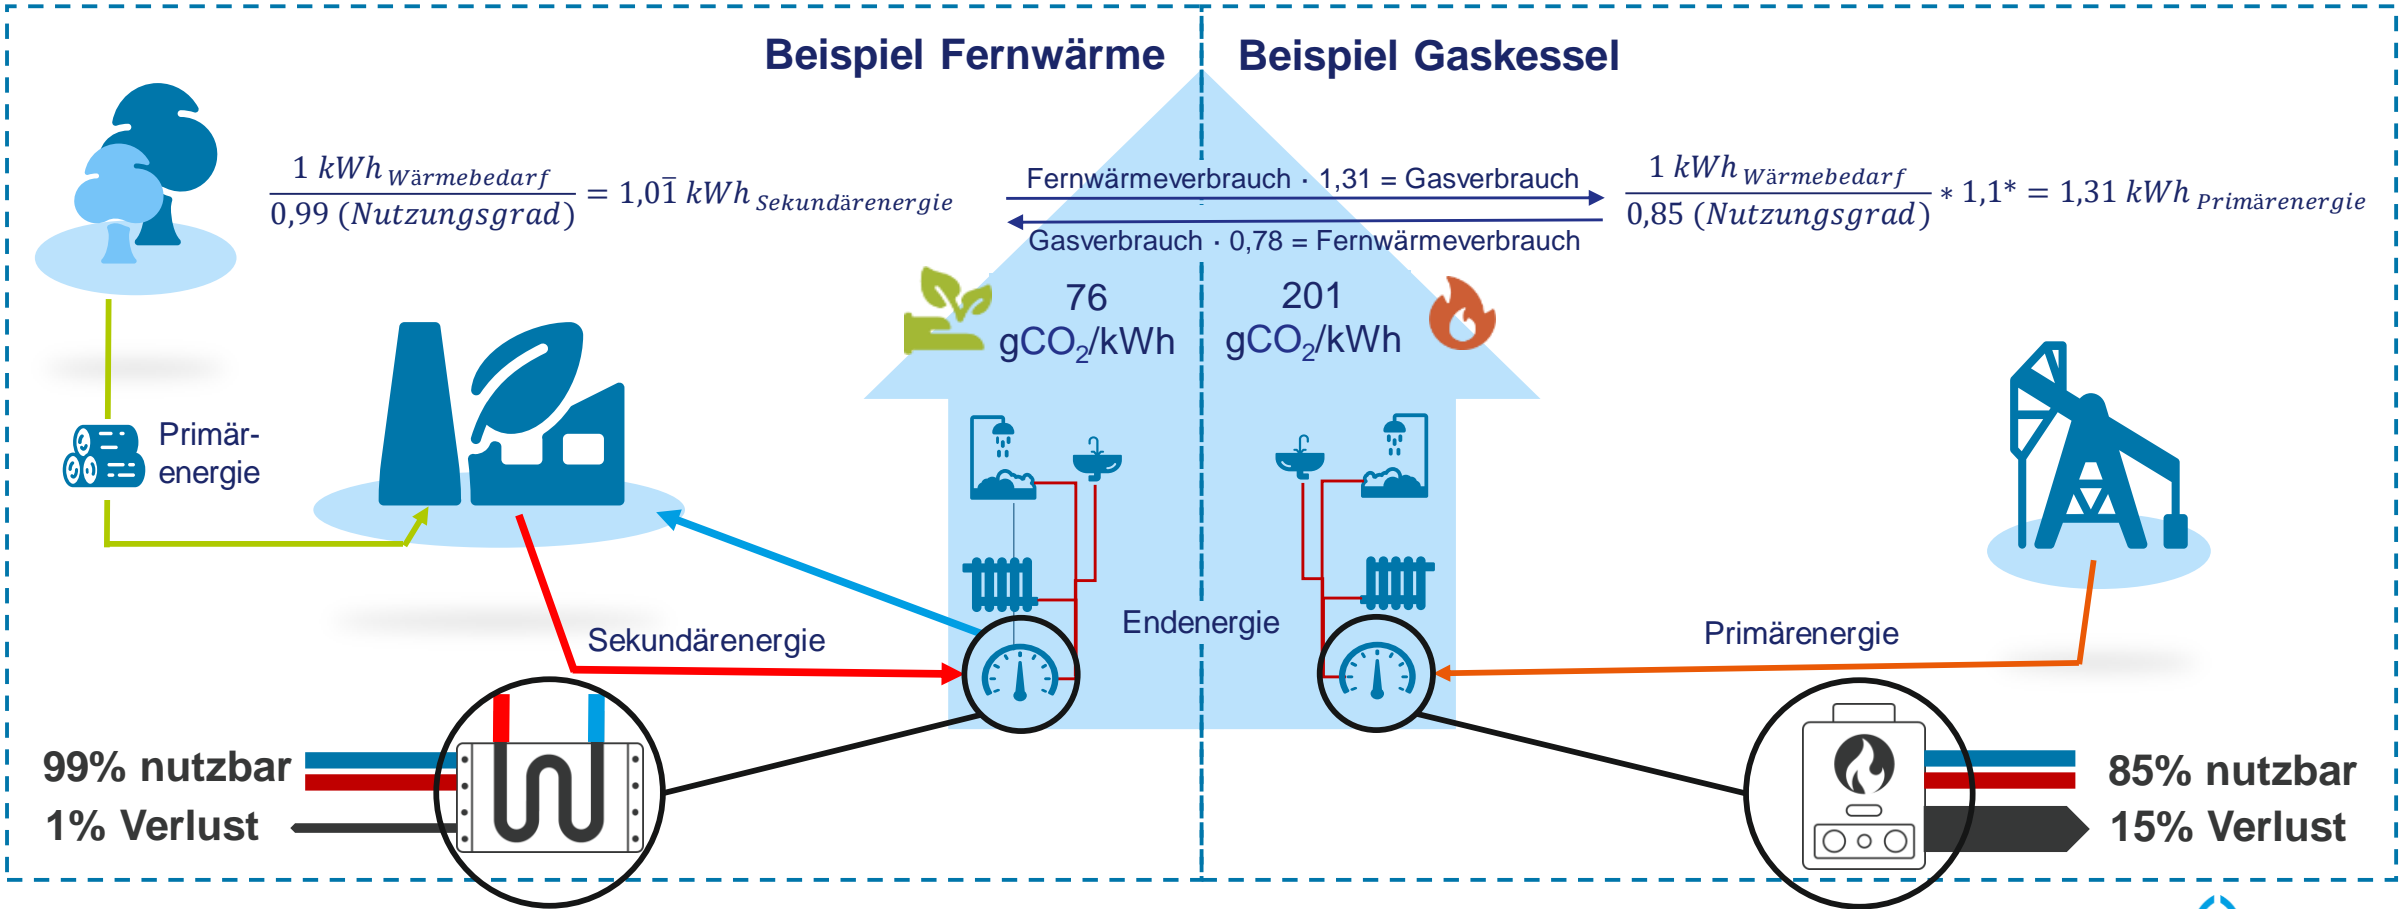 Beispiel Fernwärme
Beispiel Gaskessel
1 kWh Wärmebedarf
0,99 (Nutzungsgrad)
= 1,01̅ kWh Sekundärenergie
Fernwärmeverbrauch · 1,31 = Gasverbrauch
Gasverbrauch · 0,78 = Fernwärmeverbrauch
1 kWh Wärmebedarf
0,85 (Nutzungsgrad)
* 1,1* = 1,31 kWh Primärenergie
76
gCO₂/kWh
201
gCO₂/kWh
Primär-
energie
Sekundärenergie
Endenergie
Primärenergie
99% nutzbar
1% Verlust
85% nutzbar
15% Verlust